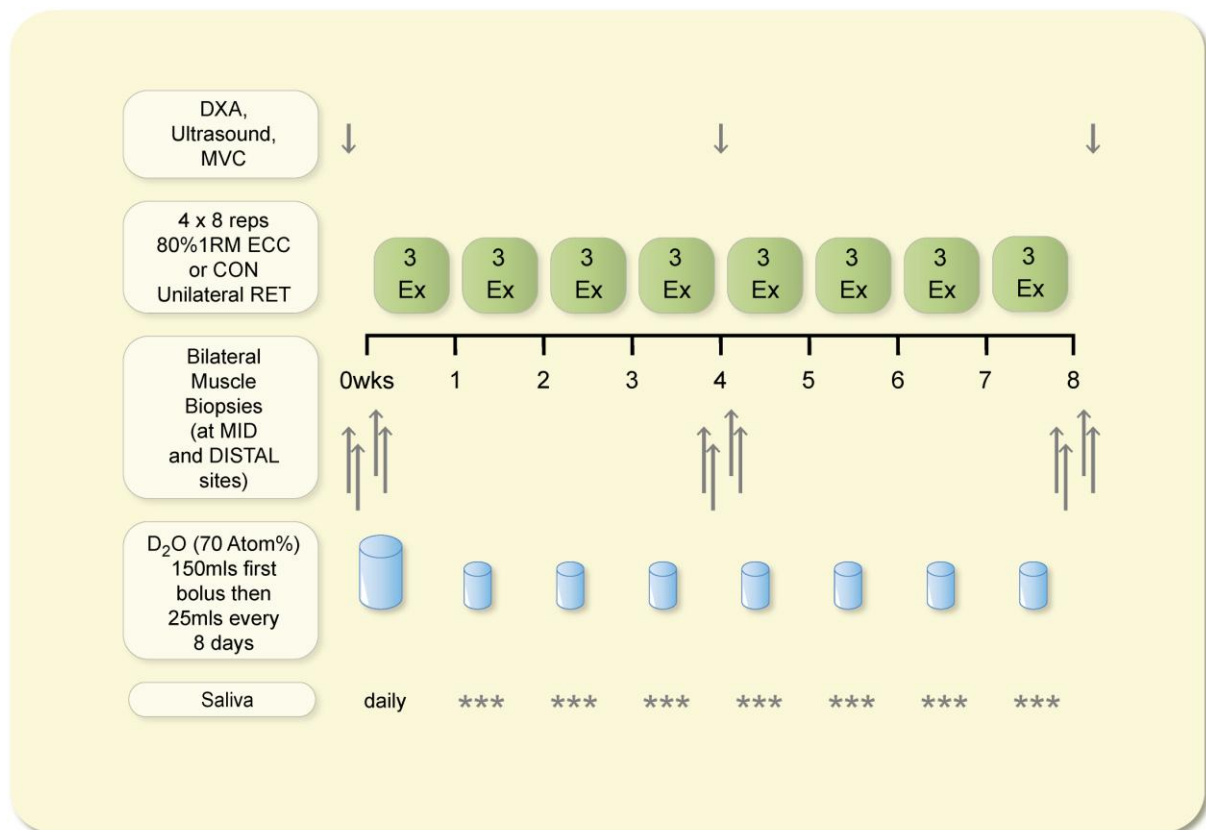 DXA,
Ultrasound,
MVC
4 x 8 reps
80%1RM ECC
or CON
Unilateral RET
3
Ex
3
Ex
3
Ex
3
Ex
3
Ex
3
Ex
3
Ex
3
Ex
Bilateral
Muscle
Biopsies
(at MID
and DISTAL
sites)
0wks 1 2 3 4 5 6 7 8
D₂O (70 Atom%)
150mls first
bolus then
25mls every
8 days
Saliva
daily *** *** *** *** *** *** ***